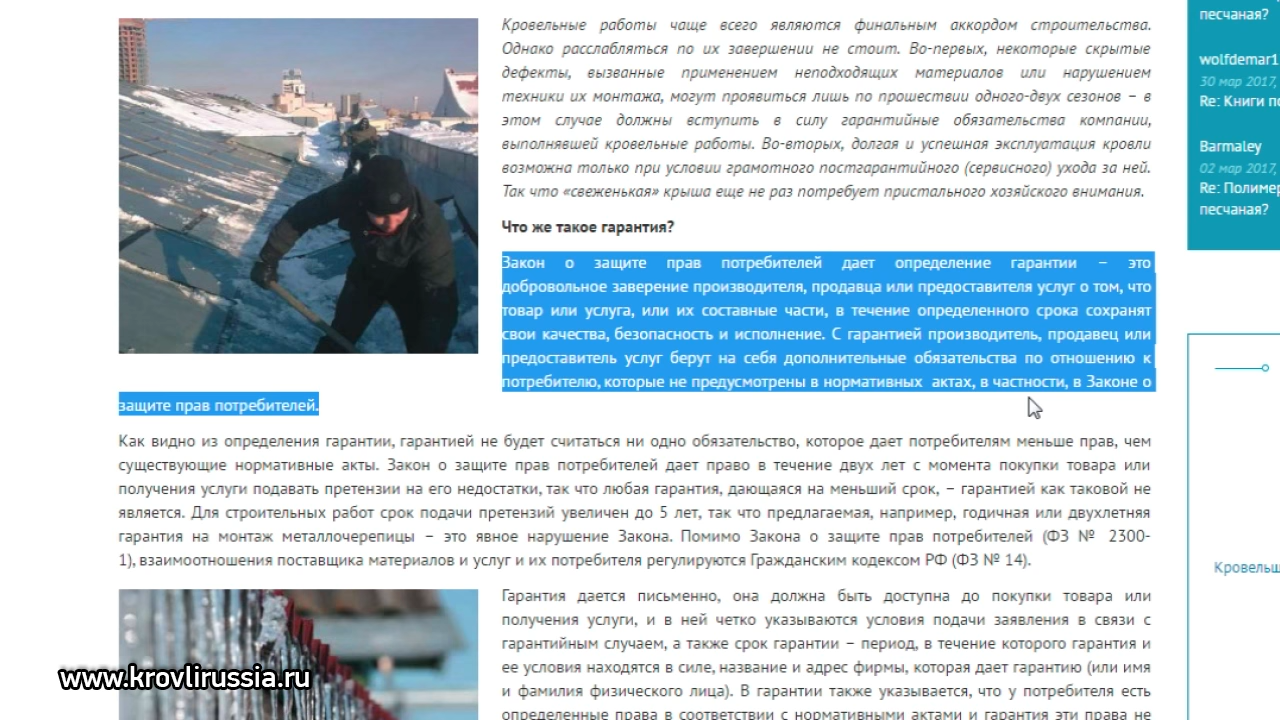 Кровельные работы чаще всего являются финальным аккордом строительства.
Однако расслабляться по их завершении не стоит. Во-первых, некоторые скрытые
дефекты, вызванные применением неподходящих материалов или нарушением
техники их монтажа, могут проявиться лишь по прошествии одного-двух сезонов – в
этом случае должны вступить в силу гарантийные обязательства компании,
выполнявшей кровельные работы. Во-вторых, долгая и успешная эксплуатация кровли
возможна только при условии грамотного постгарантийного (сервисного) ухода за ней.
Так что «свеженькая» крыша еще не раз потребует пристального хозяйского внимания.
Что же такое гарантия?
Закон о защите прав потребителей дает определение гарантии – это
добровольное заверение производителя, продавца или предоставителя услуг о том, что
товар или услуга, или их составные части, в течение определенного срока сохранят
свои качества, безопасность и исполнение. С гарантией производитель, продавец или
предоставитель услуг берут на себя дополнительные обязательства по отношению к
потребителю, которые не предусмотрены в нормативных актах, в частности, в Законе о
защите прав потребителей.
Как видно из определения гарантии, гарантией не будет считаться ни одно обязательство, которое дает потребителям меньше прав, чем
существующие нормативные акты. Закон о защите прав потребителей дает право в течение двух лет с момента покупки товара или
получения услуги подавать претензии на его недостатки, так что любая гарантия, дающаяся на меньший срок, – гарантией как таковой не
является. Для строительных работ срок подачи претензий увеличен до 5 лет, так что предлагаемая, например, годичная или двухлетняя
гарантия на монтаж металлочерепицы – это явное нарушение Закона. Помимо Закона о защите прав потребителей (ФЗ № 2300-
1), взаимоотношения поставщика материалов и услуг и их потребителя регулируются Гражданским кодексом РФ (ФЗ № 14).
Гарантия дается письменно, она должна быть доступна до покупки товара или
получения услуги, и в ней четко указываются условия подачи заявления в связи с
гарантийным случаем, а также срок гарантии – период, в течение которого гарантия и
ее условия находятся в силе, название и адрес фирмы, которая дает гарантию (или имя
и фамилия физического лица). В гарантии также указывается, что у потребителя есть
определенные права в соответствии с нормативными актами и гарантия эти права не
www.krovlirussia.ru
песчаная?
wolfdemar1
30 мар 2017,
Re: Книги по
Barmaley
02 мар 2017,
Re: Полимер
песчаная?
Кровельщ